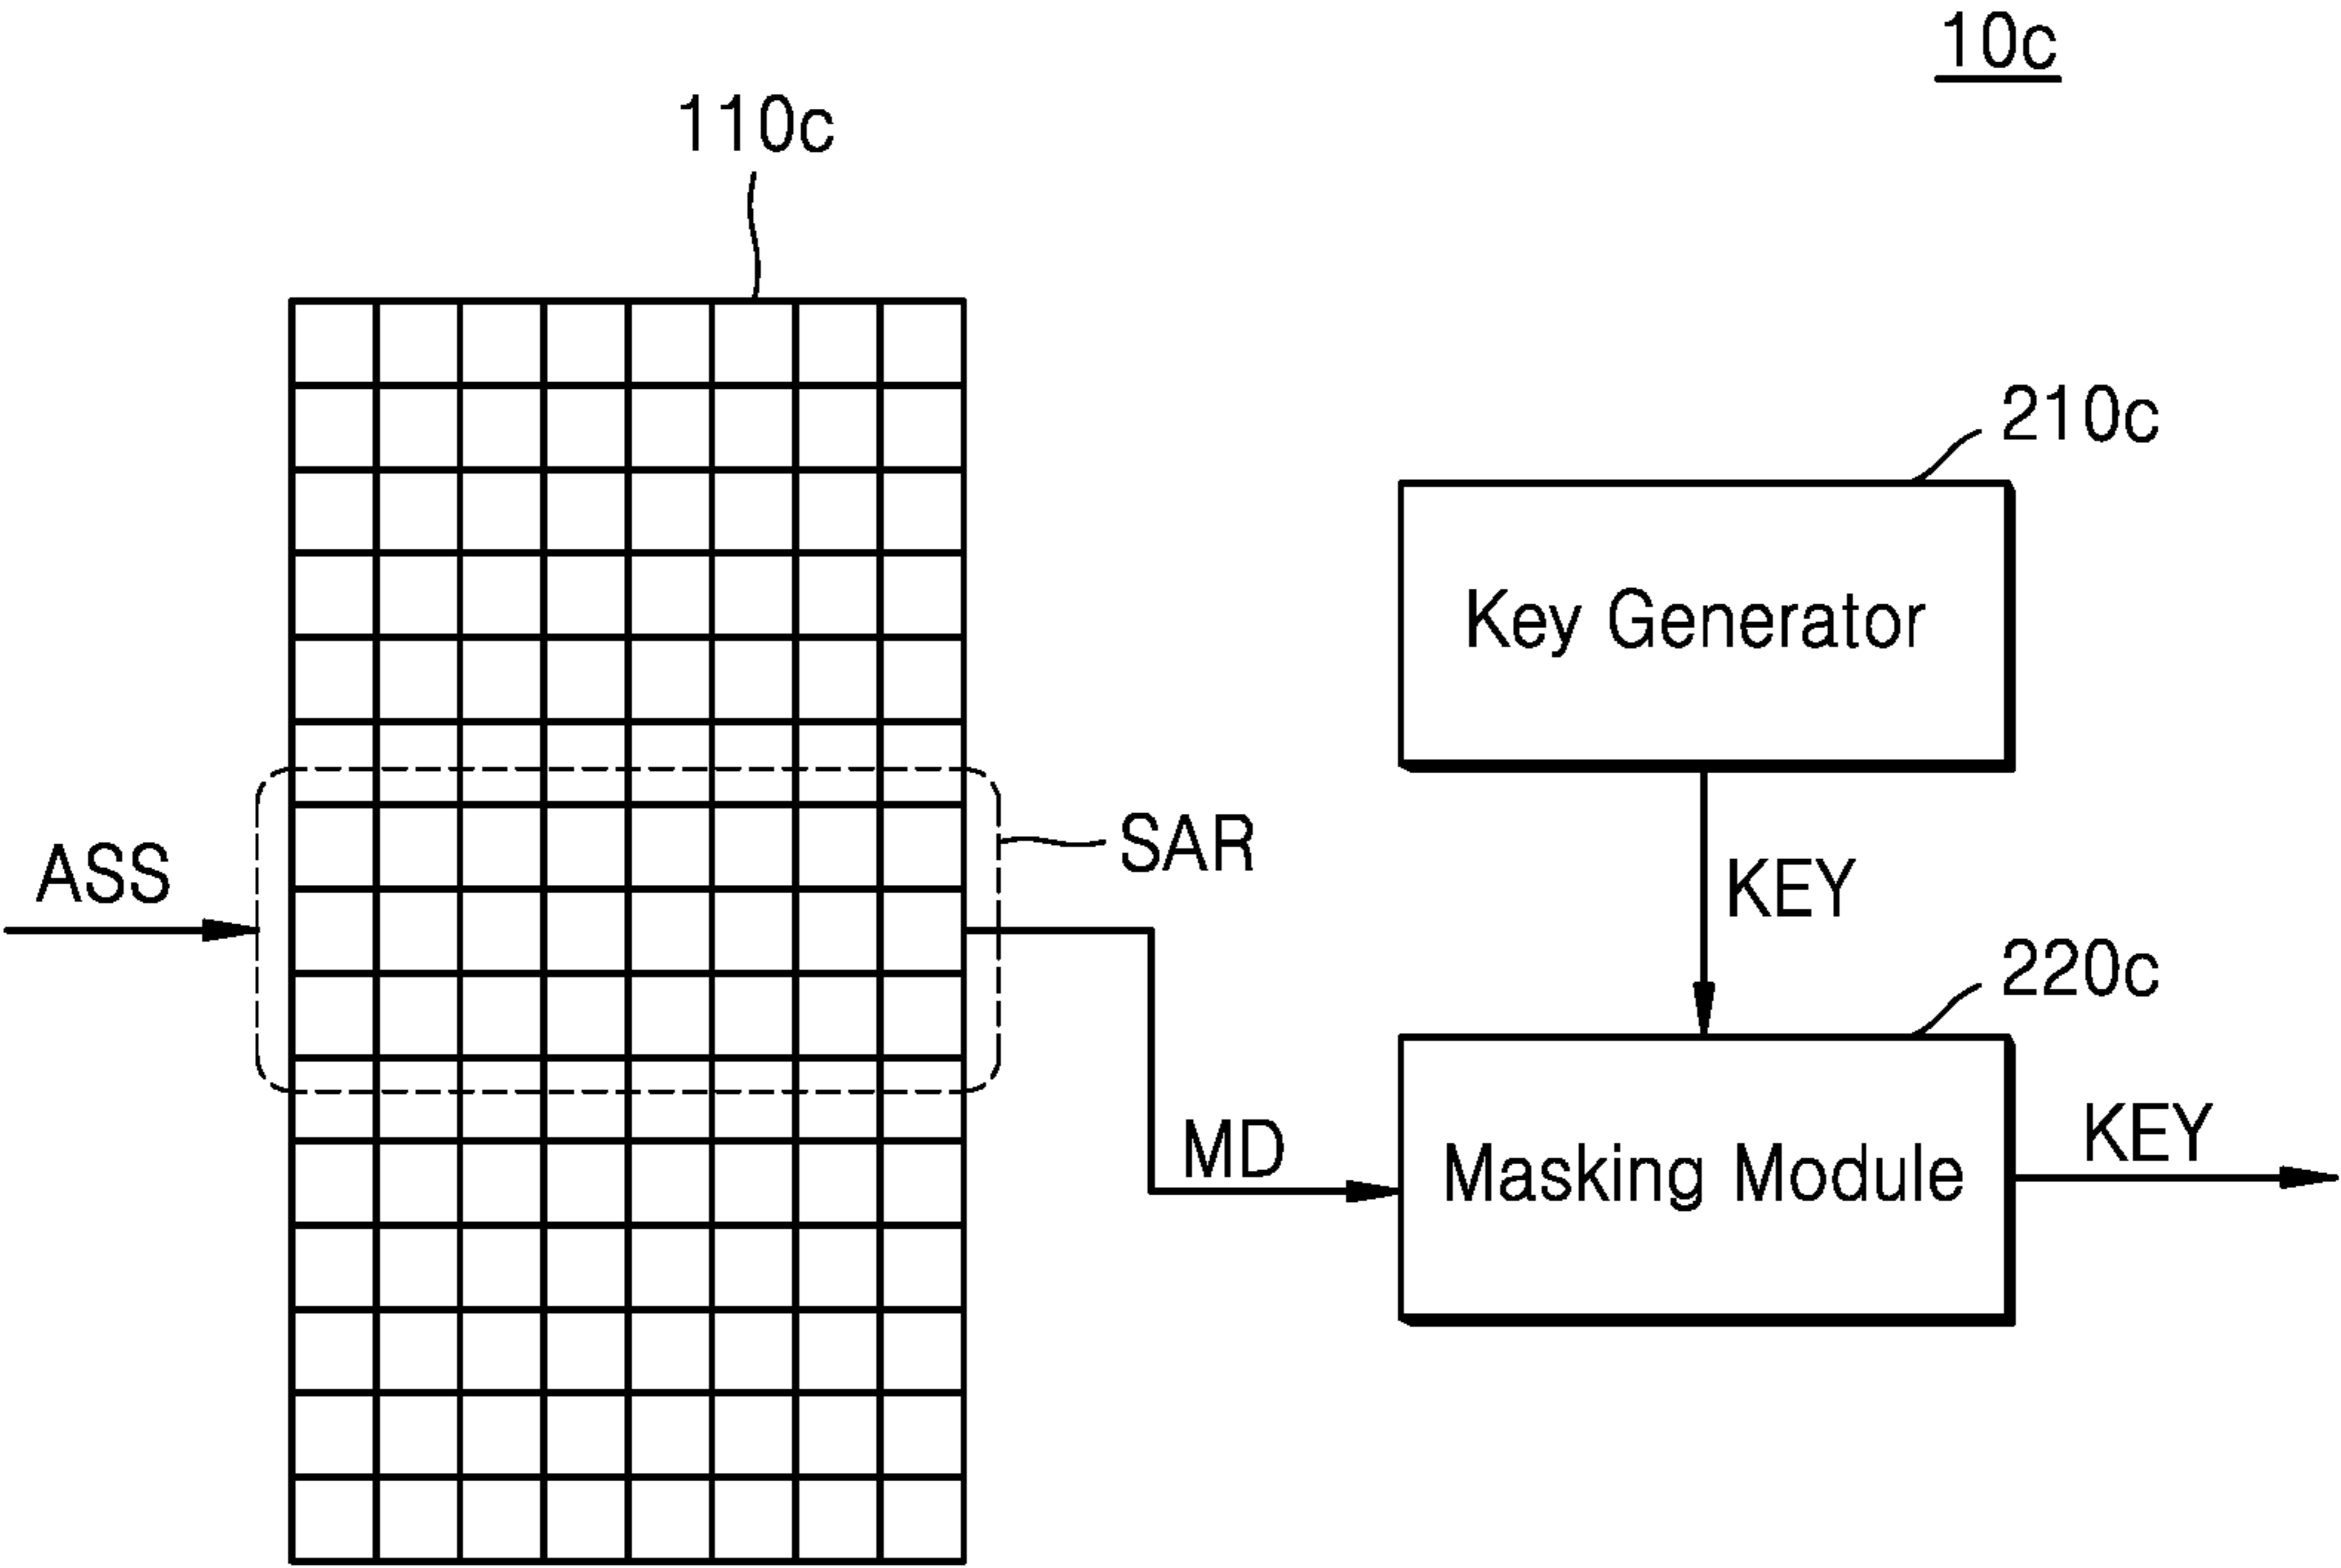 10c
110c
210c
Key Generator
SAR
ASS
KEY
220c
MD
Masking Module
KEY